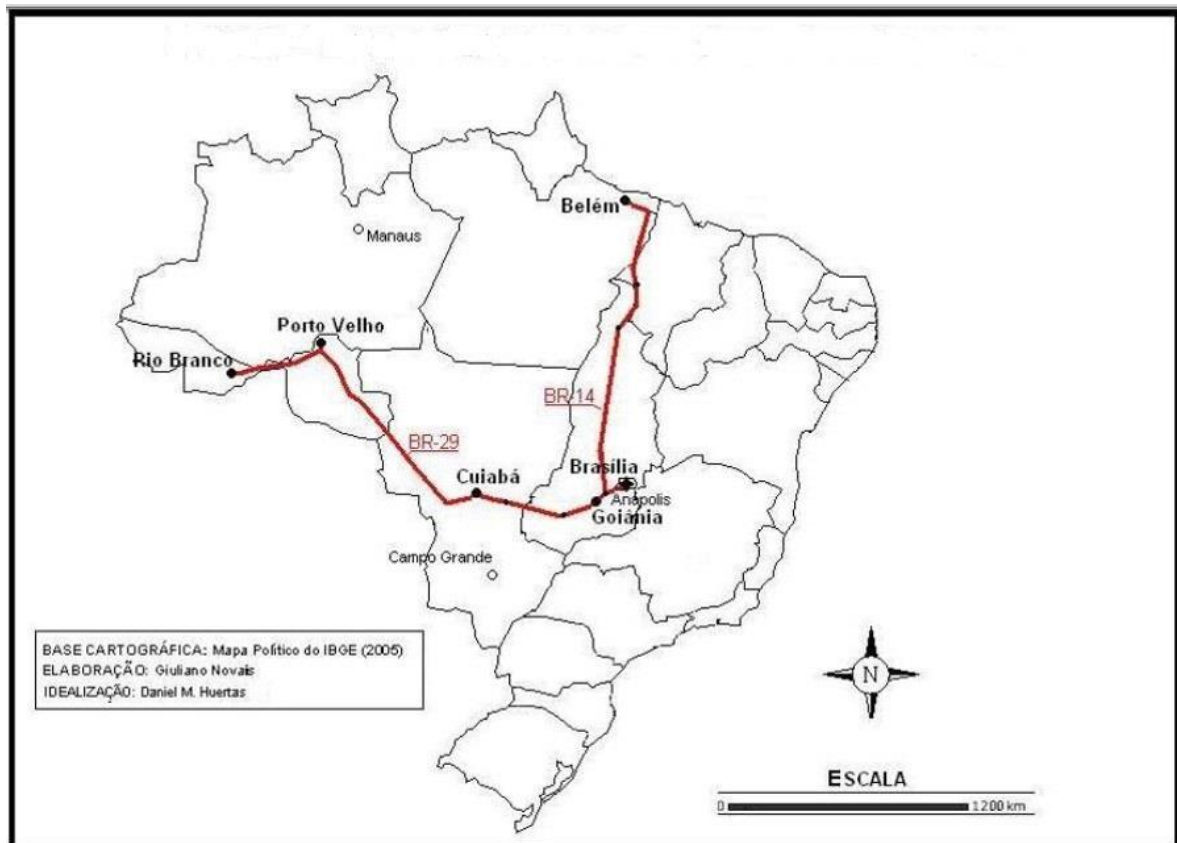 Belém
Manaus
Porto Velho
Rio Branco
BR-14
BR-29
Brasília
Cuiabá
Anápolis
Goiânia
Campo Grande
BASE CARTOGRÁFICA: Mapa Político do IBGE (2005)
ELABORAÇÃO: Giuliano Novais
IDEALIZAÇÃO: Daniel M. Huertas
N
ESCALA
0 1200 km